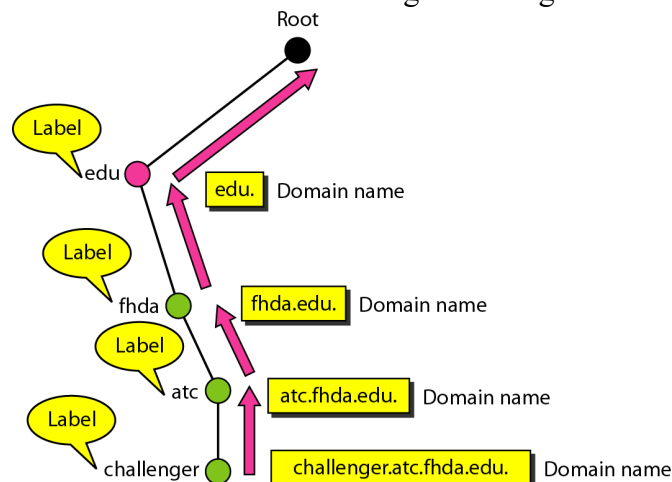 Root
Label
edu
edu.
Domain name
Label
fhda
fhda.edu.
Domain name
Label
atc
atc.fhda.edu.
Domain name
Label
challenger
challenger.atc.fhda.edu.
Domain name